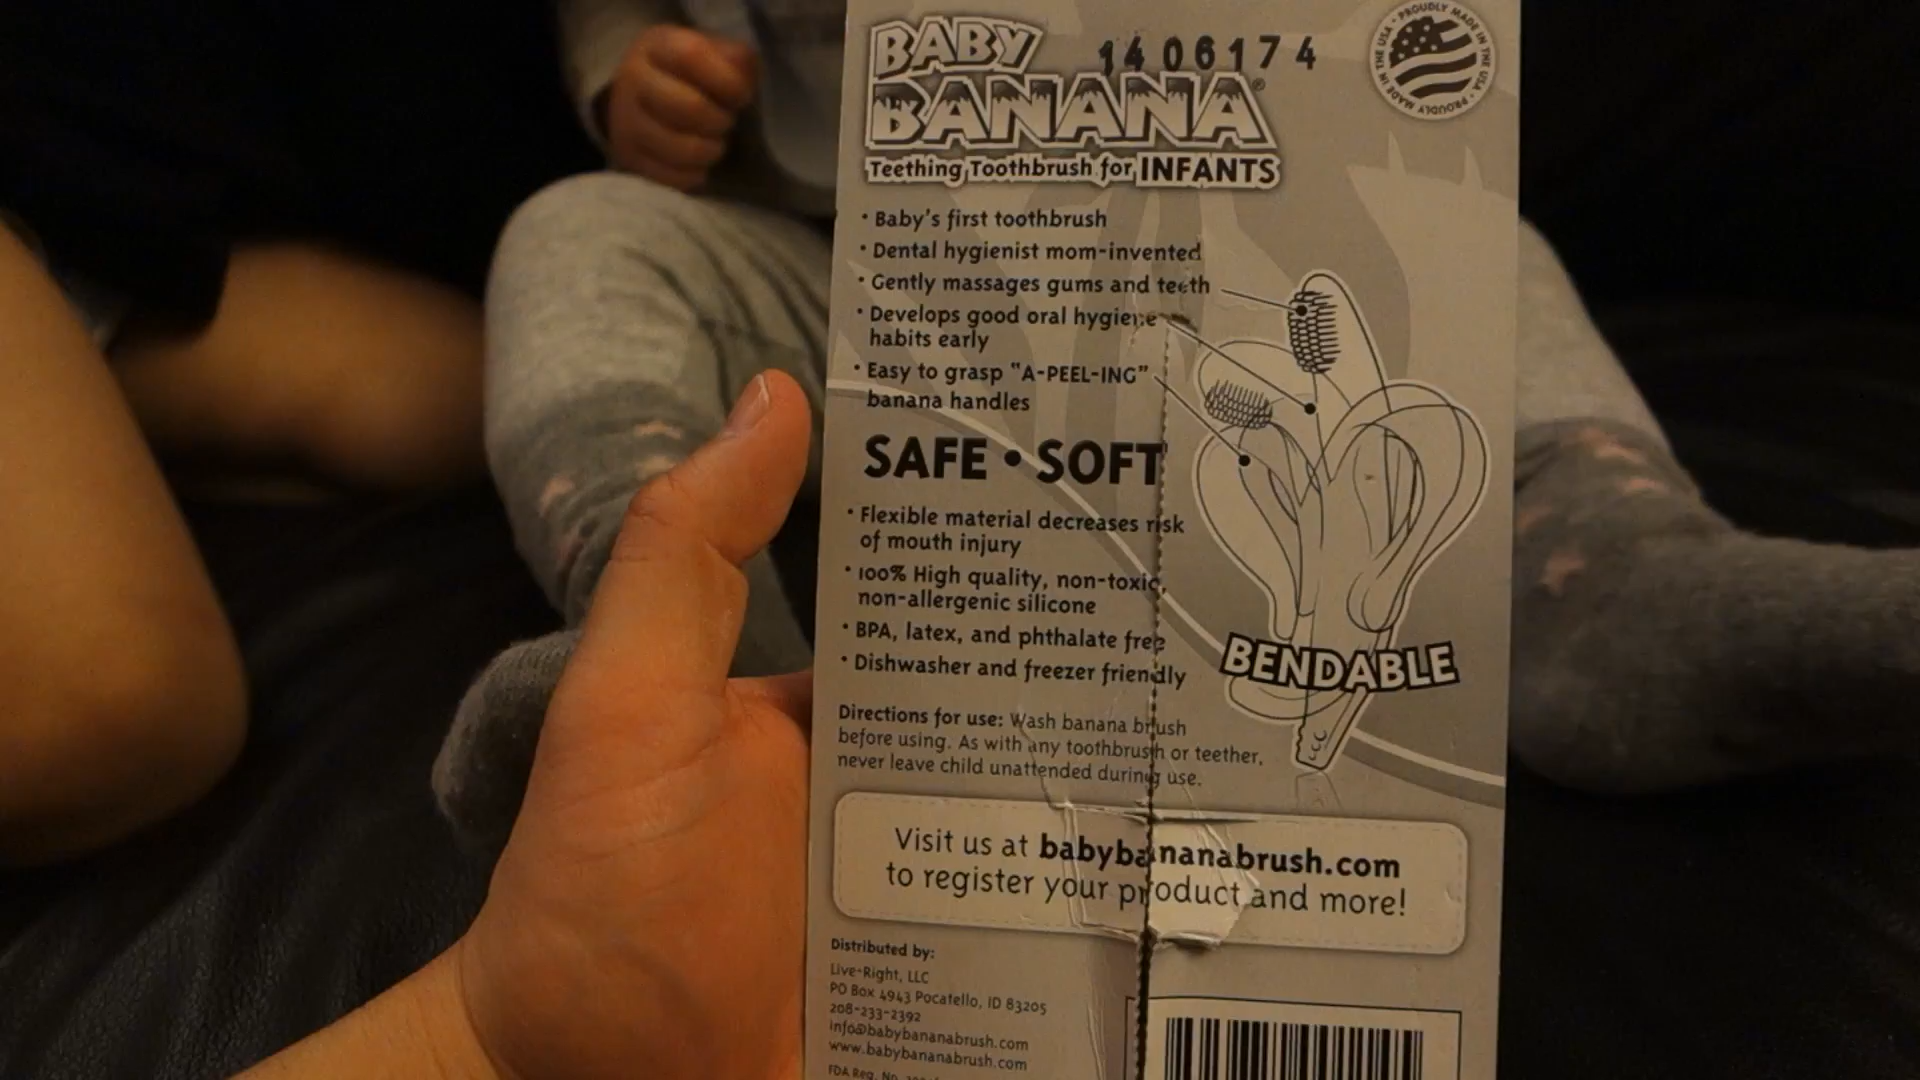 BABY
1406174
BANANA®
Teething Toothbrush for INFANTS
PROUDLY MADE IN THE USA • PROUDLY MADE IN THE USA •
• Baby's first toothbrush
• Dental hygienist mom-invented
• Gently massages gums and teeth
• Develops good oral hygiene
habits early
• Easy to grasp "A-PEEL-ING"
banana handles
SAFE • SOFT
• Flexible material decreases risk
of mouth injury
• 100% High quality, non-toxic,
non-allergenic silicone
• BPA, latex, and phthalate free
• Dishwasher and freezer friendly
BENDABLE
Directions for use: Wash banana brush
before using. As with any toothbrush or teether,
never leave child unattended during use.
Visit us at babybananabrush.com
to register your product and more!
Distributed by:
Live-Right, LLC
PO Box 4943 Pocatello, ID 83205
208-233-2392
info@babybananabrush.com
www.babybananabrush.com
FDA Reg. No.